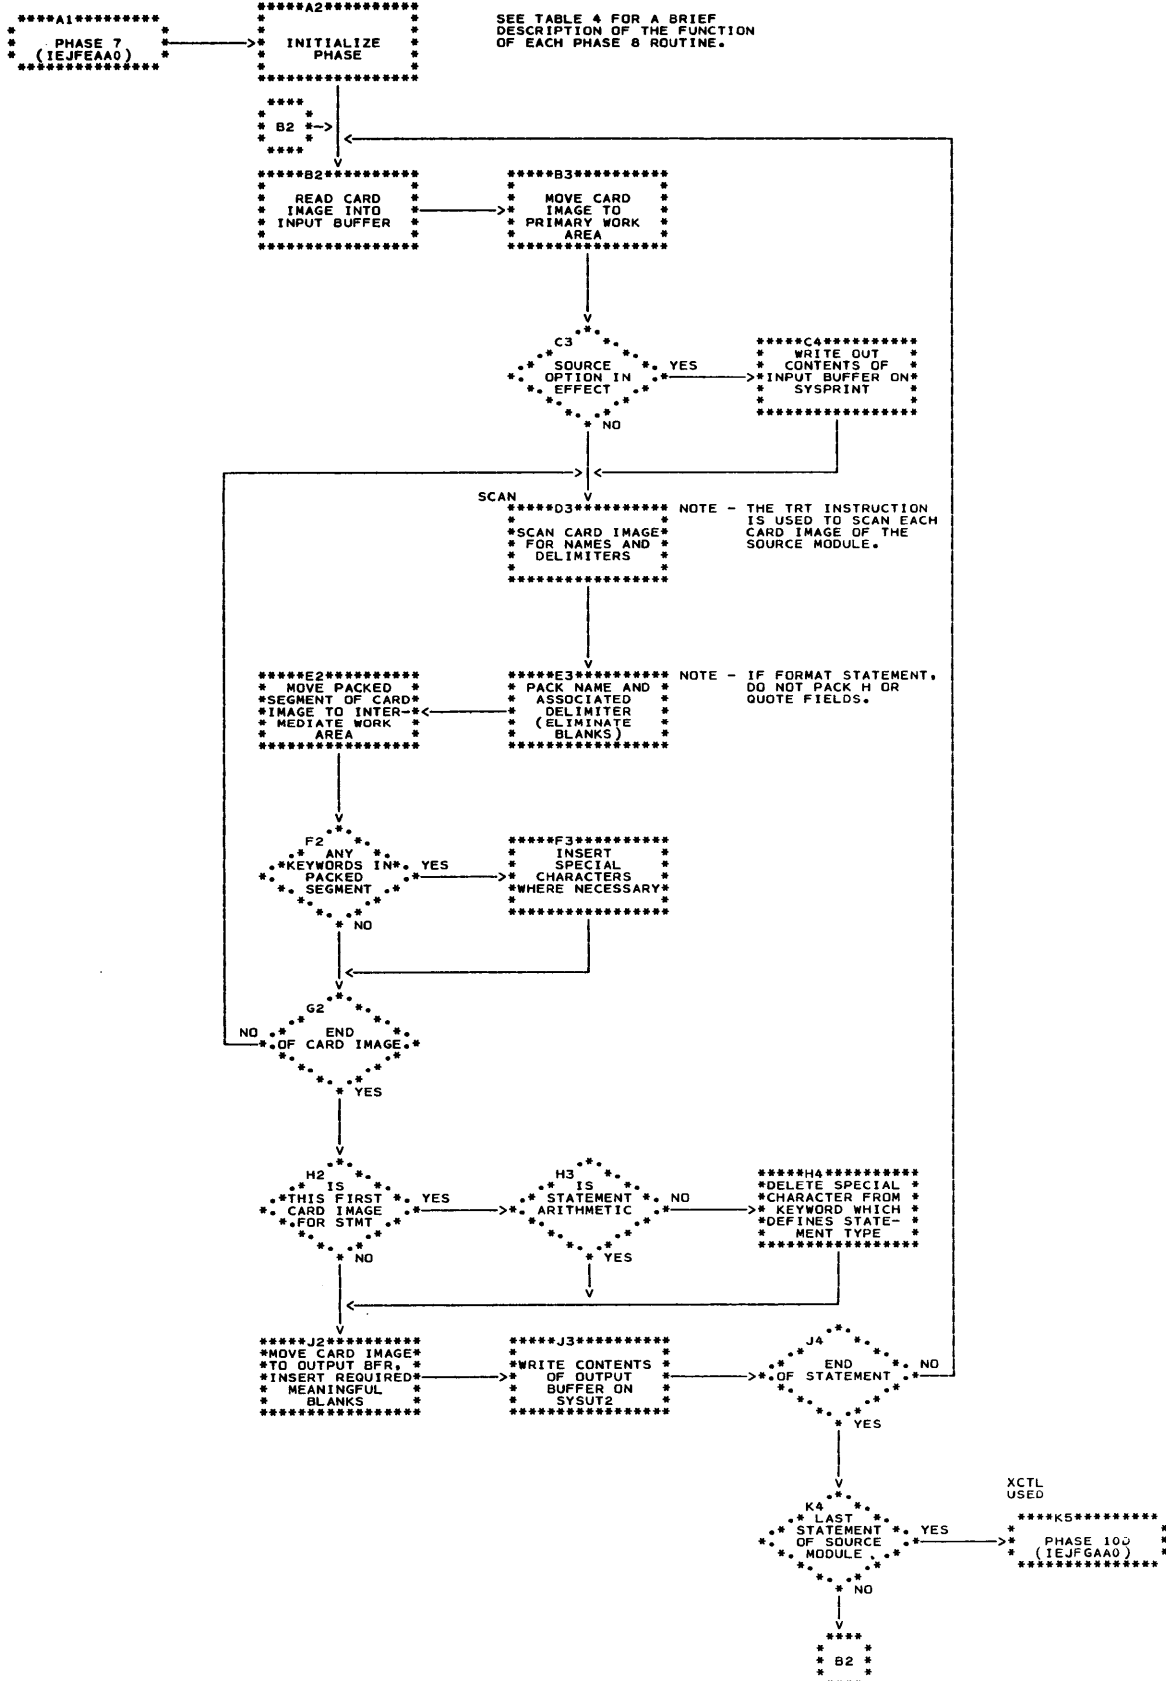 A1
PHASE 7
(IEJFEAA0)
A2
INITIALIZE
PHASE
SEE TABLE 4 FOR A BRIEF
DESCRIPTION OF THE FUNCTION
OF EACH PHASE 8 ROUTINE.
B2
B2
READ CARD
IMAGE INTO
INPUT BUFFER
B3
MOVE CARD
IMAGE TO
PRIMARY WORK
AREA
C3
SOURCE
OPTION IN
EFFECT
YES
NO
C4
WRITE OUT
CONTENTS OF
INPUT BUFFER ON
SYSPRINT
SCAN
D3
SCAN CARD IMAGE
FOR NAMES AND
DELIMITERS
NOTE - THE TRT INSTRUCTION
IS USED TO SCAN EACH
CARD IMAGE OF THE
SOURCE MODULE.
E2
MOVE PACKED
SEGMENT OF CARD
IMAGE TO INTER-
MEDIATE WORK
AREA
E3
PACK NAME AND
ASSOCIATED
DELIMITER
(ELIMINATE
BLANKS)
NOTE - IF FORMAT STATEMENT,
DO NOT PACK H OR
QUOTE FIELDS.
F2
ANY
KEYWORDS IN
PACKED
SEGMENT
YES
NO
F3
INSERT
SPECIAL
CHARACTERS
WHERE NECESSARY
G2
END
OF CARD IMAGE
NO
YES
H2
IS
THIS FIRST
CARD IMAGE
FOR STMT
YES
NO
H3
IS
STATEMENT
ARITHMETIC
NO
YES
H4
DELETE SPECIAL
CHARACTER FROM
KEYWORD WHICH
DEFINES STATE-
MENT TYPE
J2
MOVE CARD IMAGE
TO OUTPUT BFR,
INSERT REQUIRED
MEANINGFUL
BLANKS
J3
WRITE CONTENTS
OF OUTPUT
BUFFER ON
SYSUT2
J4
END
OF STATEMENT
NO
YES
K4
LAST
STATEMENT
OF SOURCE
MODULE
YES
NO
XCTL
USED
K5
PHASE 10D
(IEJFGAA0)
B2